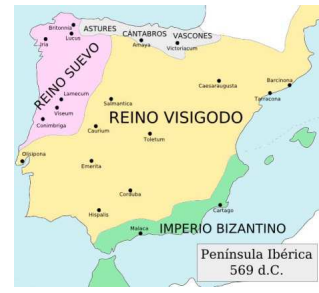 Britonnia
Lucus
Iria
ASTURES
CÁNTABROS
Amaya
VASCONES
Victoriacum
REINO SUEVO
Lamecum
Viseum
Conimbriga
Salmantica
Caesaraugusta
Barcinona
Tarracona
REINO VISIGODO
Caurium
Toletum
Olisipona
Emerita
Corduba
Hispalis
Cartago
Malaca
IMPERIO BIZANTINO
Península Ibérica
569 d.C.